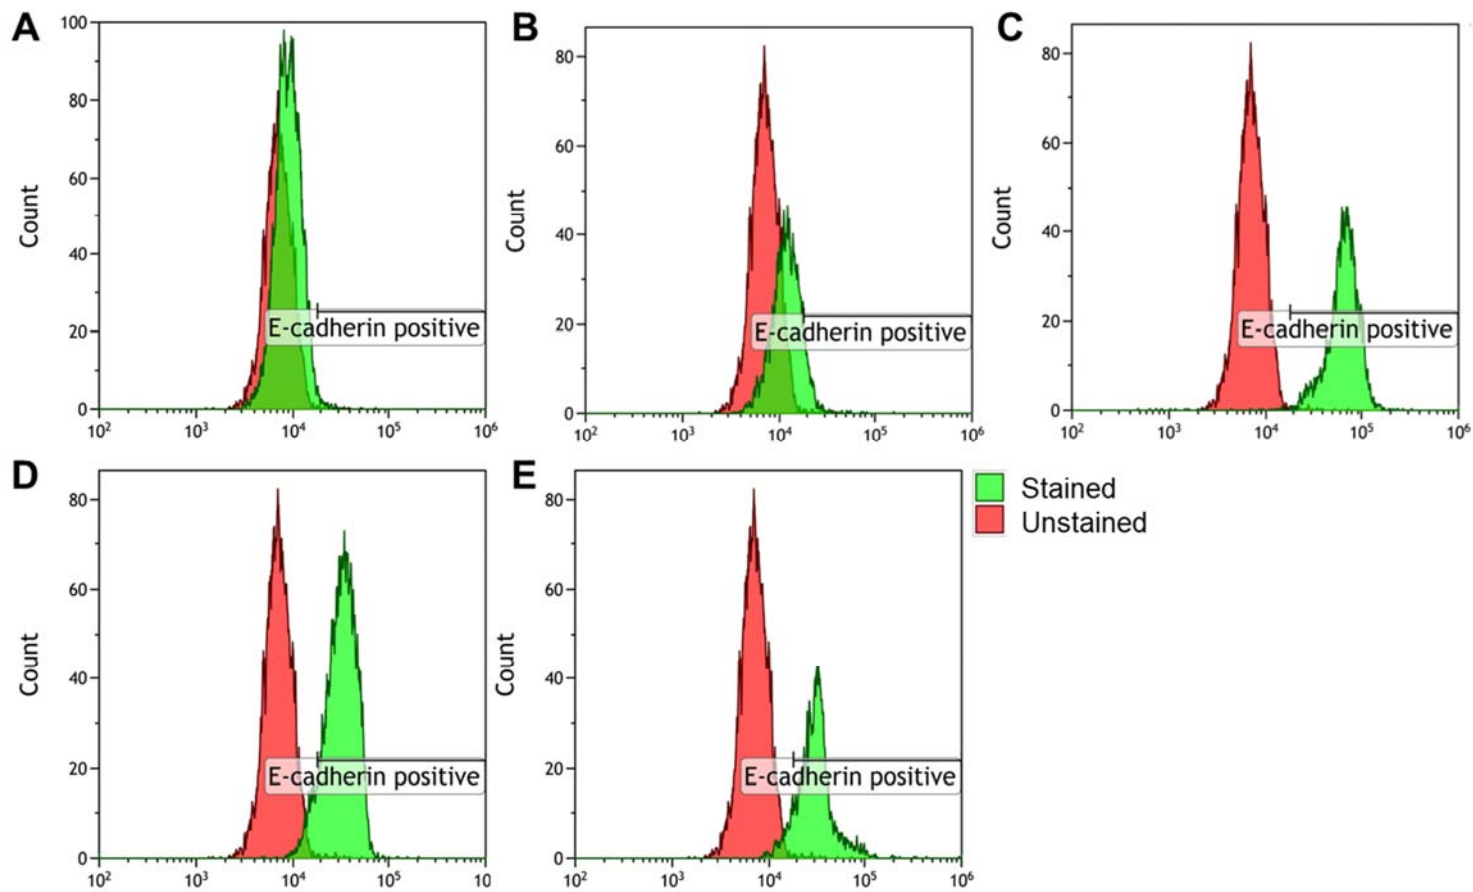 A
B
C
100
80
60
40
20
0
Count
E-cadherin positive
10² 10³ 10⁴ 10⁵ 10⁶
80
60
40
20
0
Count
E-cadherin positive
10² 10³ 10⁴ 10⁵ 10⁶
80
60
40
20
0
Count
E-cadherin positive
10² 10³ 10⁴ 10⁵ 10⁶
D
E
80
60
40
20
0
Count
E-cadherin positive
10² 10³ 10⁴ 10⁵ 10
80
60
40
20
0
Count
E-cadherin positive
10² 10³ 10⁴ 10⁵ 10⁶
Stained
Unstained